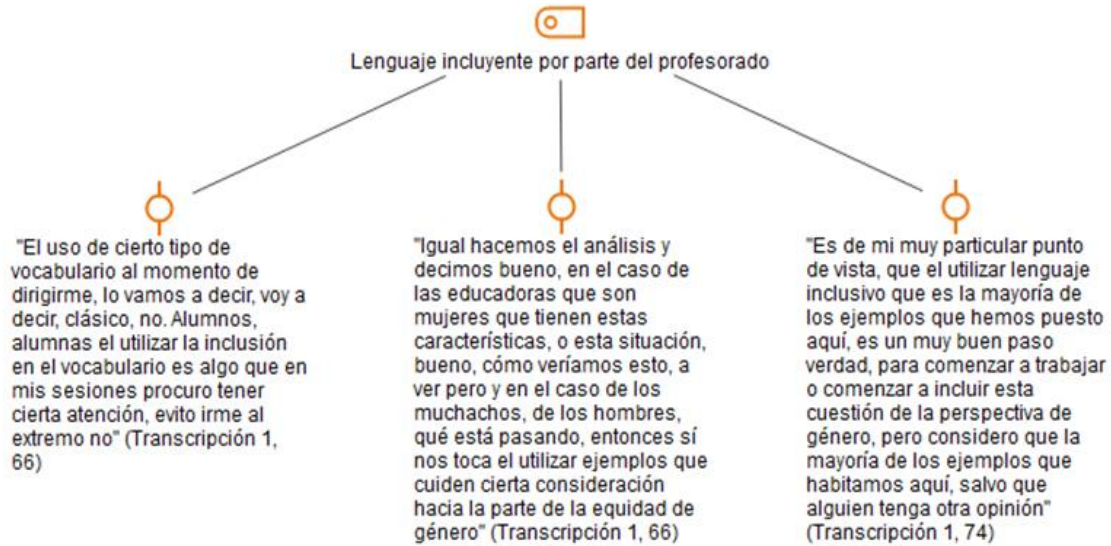 Lenguaje incluyente por parte del profesorado
"El uso de cierto tipo de
vocabulario al momento de
dirigirme, lo vamos a decir, voy a
decir, clásico, no. Alumnos,
alumnas el utilizar la inclusión
en el vocabulario es algo que en
mis sesiones procuro tener
cierta atención, evito irme al
extremo no" (Transcripción 1,
66)
"Igual hacemos el análisis y
decimos bueno, en el caso de
las educadoras que son
mujeres que tienen estas
características, o esta situación,
bueno, cómo veríamos esto, a
ver pero y en el caso de los
muchachos, de los hombres,
qué está pasando, entonces sí
nos toca el utilizar ejemplos que
cuiden cierta consideración
hacia la parte de la equidad de
género" (Transcripción 1, 66)
"Es de mi muy particular punto
de vista, que el utilizar lenguaje
inclusivo que es la mayoría de
los ejemplos que hemos puesto
aquí, es un muy buen paso
verdad, para comenzar a trabajar
o comenzar a incluir esta
cuestión de la perspectiva de
género, pero considero que la
mayoría de los ejemplos que
habitamos aquí, salvo que
alguien tenga otra opinión"
(Transcripción 1, 74)